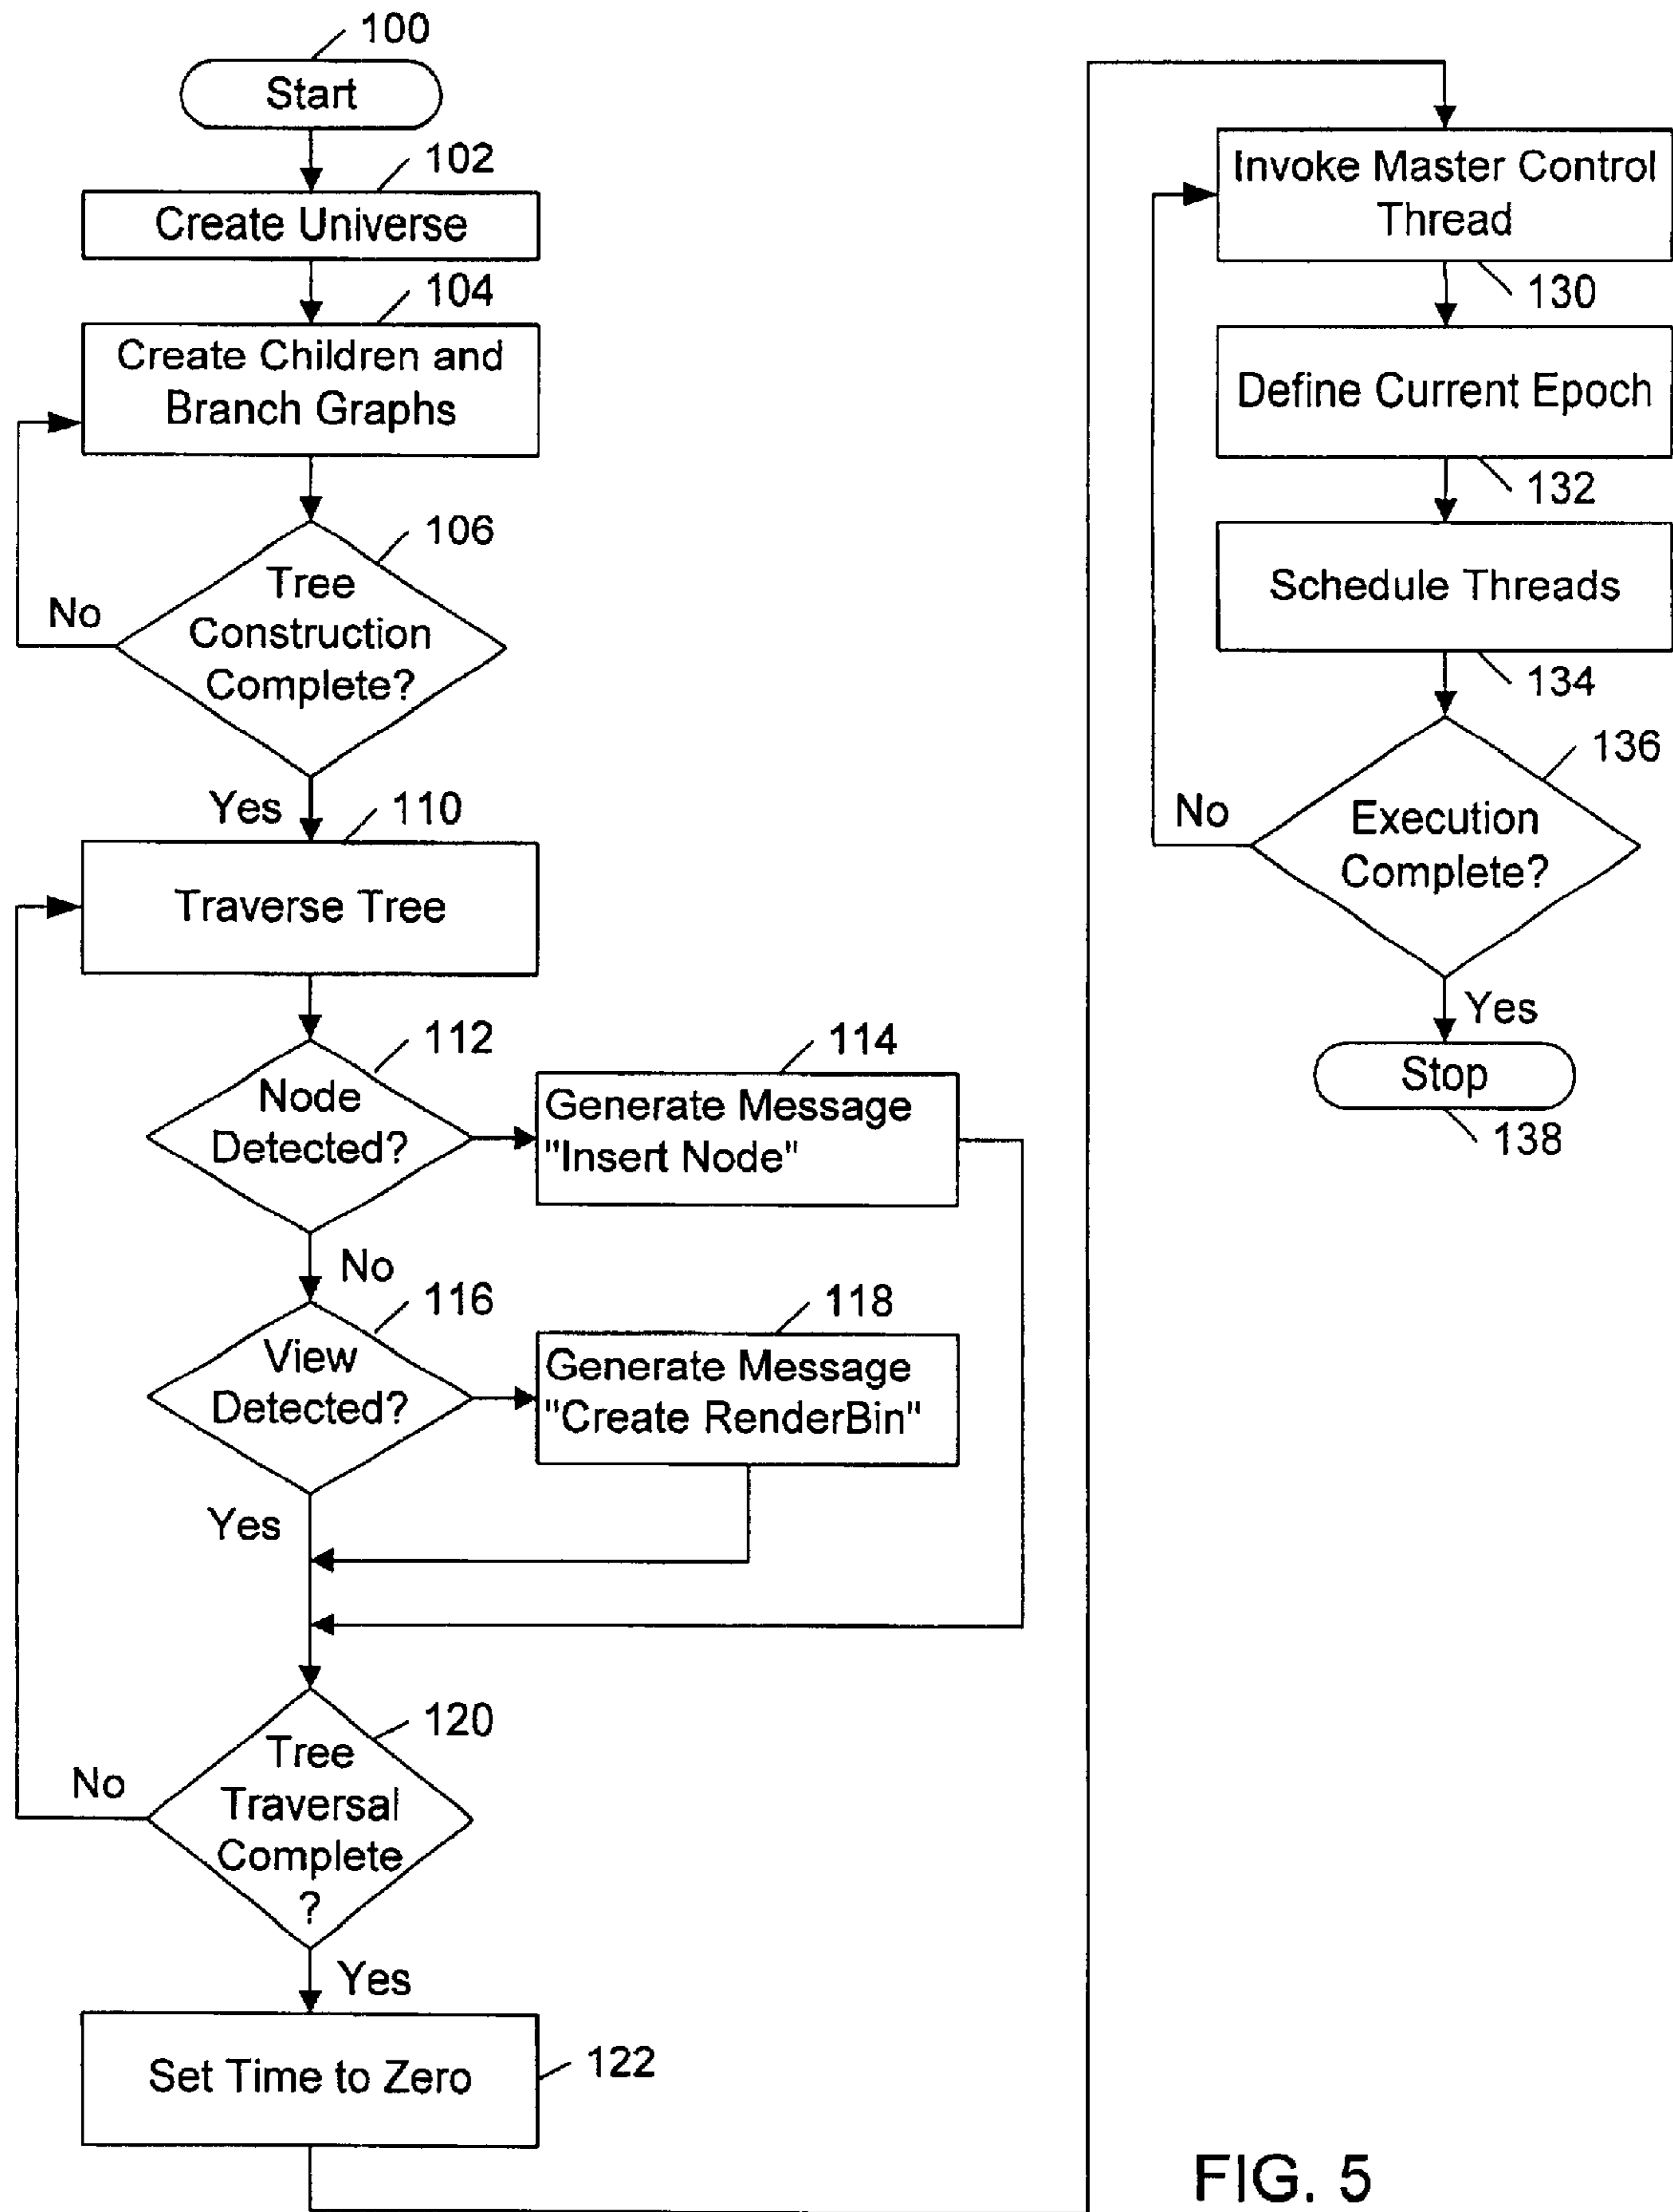 100
Start
102
Create Universe
104
Create Children and
Branch Graphs
106
Tree
Construction
Complete?
No
Yes
110
Traverse Tree
112
Node
Detected?
114
Generate Message
"Insert Node"
No
116
View
Detected?
118
Generate Message
"Create RenderBin"
Yes
120
Tree
Traversal
Complete
?
No
Yes
122
Set Time to Zero
Invoke Master Control
Thread
130
Define Current Epoch
132
Schedule Threads
134
136
Execution
Complete?
No
Yes
Stop
138
FIG. 5